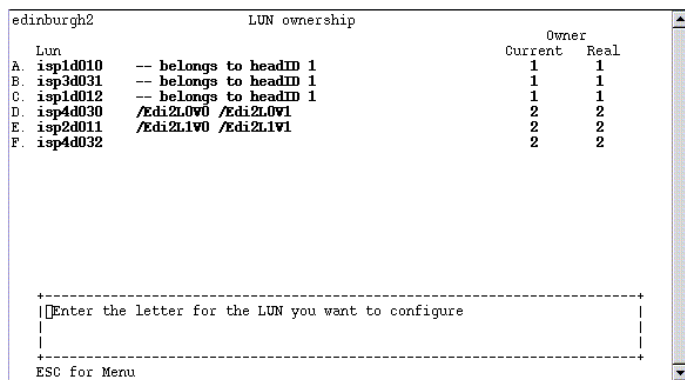 edinburgh2 LUN ownership
Owner
Lun Current Real
A. isp1d010 -- belongs to headID 1 1 1
B. isp3d031 -- belongs to headID 1 1 1
C. isp1d012 -- belongs to headID 1 1 1
D. isp4d030 /Edi2L0V0 /Edi2L0V1 2 2
E. isp2d011 /Edi2L1V0 /Edi2L1V1 2 2
F. isp4d032 2 2
Enter the letter for the LUN you want to configure
ESC for Menu